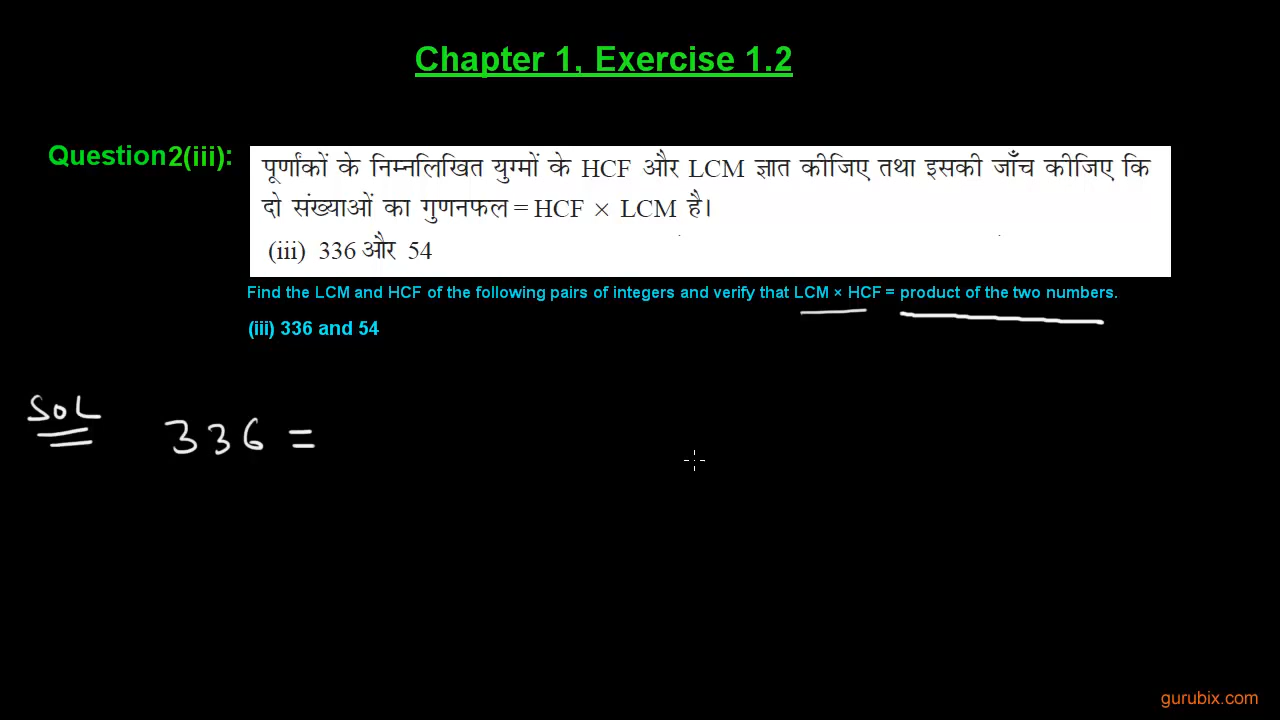 Chapter 1, Exercise 1.2
Question2(iii):
पूर्णांकों के निम्नलिखित युग्मों के HCF और LCM ज्ञात कीजिए तथा इसकी जाँच कीजिए कि
दो संख्याओं का गुणनफल = HCF × LCM है।
(iii) 336 और 54
Find the LCM and HCF of the following pairs of integers and verify that LCM × HCF = product of the two numbers.
(iii) 336 and 54
SOL 336 =
gurubix.com